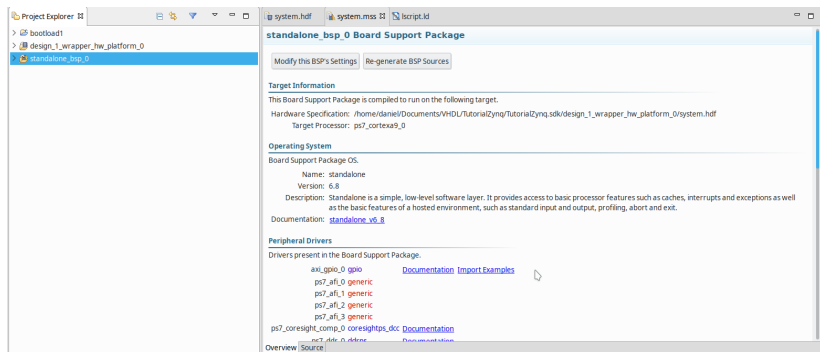 Project Explorer
bootload1
design_1_wrapper_hw_platform_0
standalone_bsp_0
system.hdf system.mss lscript.ld
standalone_bsp_0 Board Support Package
Modify this BSP's Settings Re-generate BSP Sources
Target Information
This Board Support Package is compiled to run on the following target.
Hardware Specification: /home/daniel/Documents/VHDL/TutorialZynq/TutorialZynq.sdk/design_1_wrapper_hw_platform_0/system.hdf
Target Processor: ps7_cortexa9_0
Operating System
Board Support Package OS.
Name: standalone
Version: 6.8
Description: Standalone is a simple, low-level software layer. It provides access to basic processor features such as caches, interrupts and exceptions as well
as the basic features of a hosted environment, such as standard input and output, profiling, abort and exit.
Documentation: standalone_v6_8
Peripheral Drivers
Drivers present in the Board Support Package.
axi_gpio_0 gpio Documentation Import Examples
ps7_afi_0 generic
ps7_afi_1 generic
ps7_afi_2 generic
ps7_afi_3 generic
ps7_coresight_comp_0 coresightps_dcc Documentation
ps7_ddr_0 ddrps Documentation
Overview Source